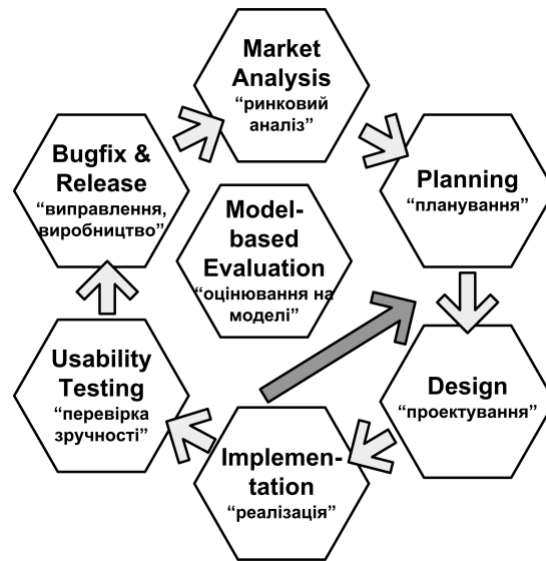 Market
Analysis
“ринковий
аналіз”
Planning
“планування”
Design
“проектування”
Implemen-
tation
“реалізація”
Usability
Testing
“перевірка
зручності”
Bugfix &
Release
“виправлення,
виробництво”
Model-
based
Evaluation
“оцінювання на
моделі”